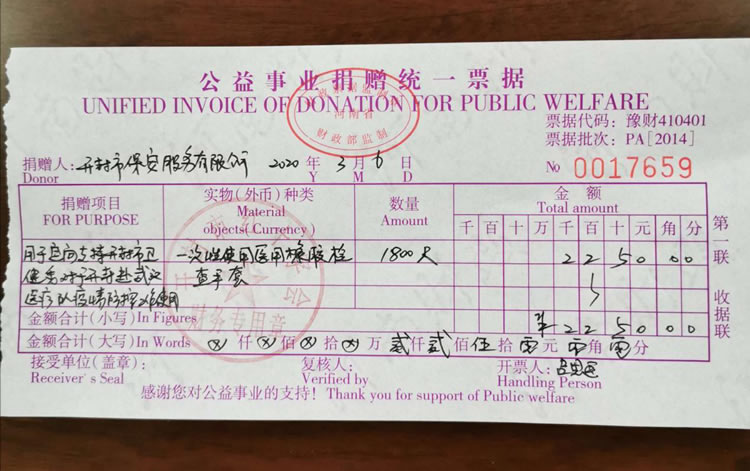 公益事业捐赠统一票据
UNIFIED INVOICE OF DONATION FOR PUBLIC WELFARE
河南省
财政部监制
票据代码：豫财410401
票据批次：PA[2014]
捐赠人：开封市保安服务有限公司 2020 年 3 月 6 日
Donor Y M D
№ 0017659
捐赠项目 实物(外币)种类 数量 金 额
FOR PURPOSE Material objects(Currency) Amount Total amount
千 百 十 万 千 百 十 元 角 分
用于定向支持开封市卫 一次性使用医用橡胶检 1800 2 2 5 0 0 0
健委对于开封赴武汉 查手套
医疗队疫情防控难使用
金额合计(小写)In Figures ¥ 2 2 5 0 0 0
金额合计(大写)In Words ⊗ 仟 ⊗ 佰 ⊗ 拾 ⊗ 万 贰 仟 贰 佰 伍 拾 零 元 零 角 零 分
接受单位(盖章)： 复核人： 开票人：
Receiver's Seal Verified by Handling Person
感谢您对公益事业的支持！Thank you for support of Public welfare
第一联 收据联
财务专用章